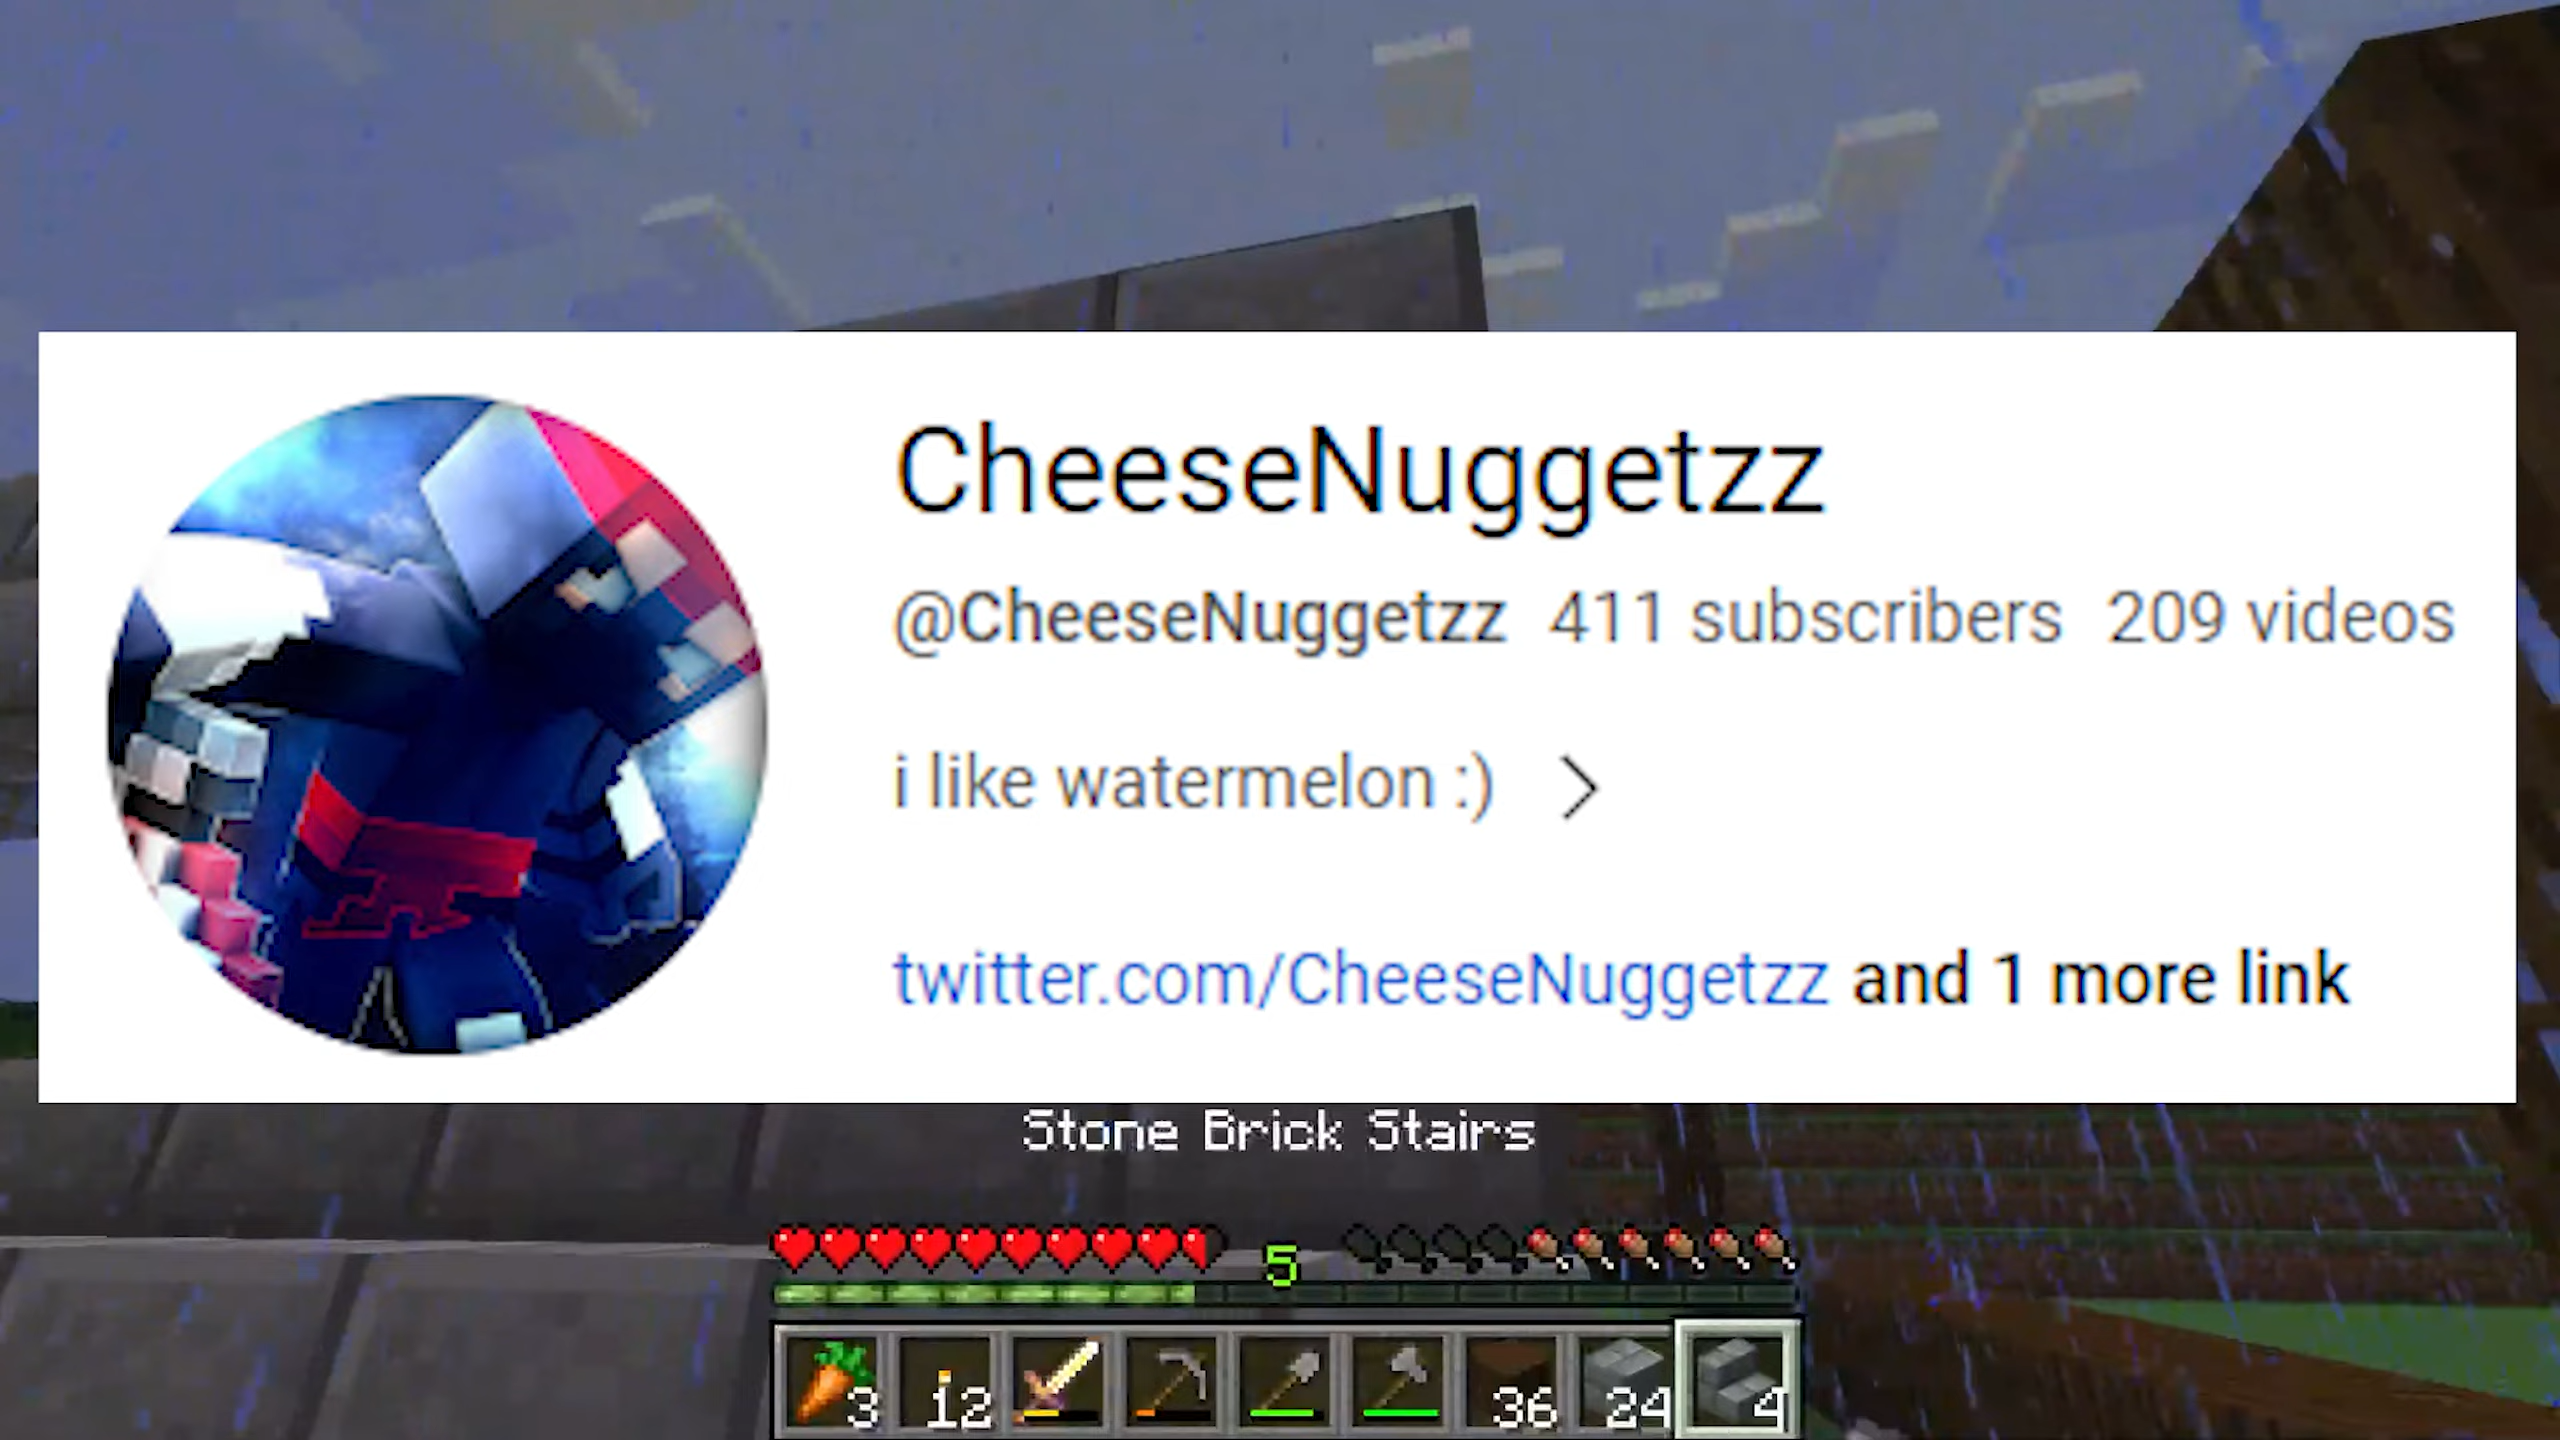 CheeseNuggetzz
@CheeseNuggetzz 411 subscribers 209 videos
i like watermelon :)
twitter.com/CheeseNuggetzz and 1 more link
Stone Brick Stairs
5
3 12 36 24 4